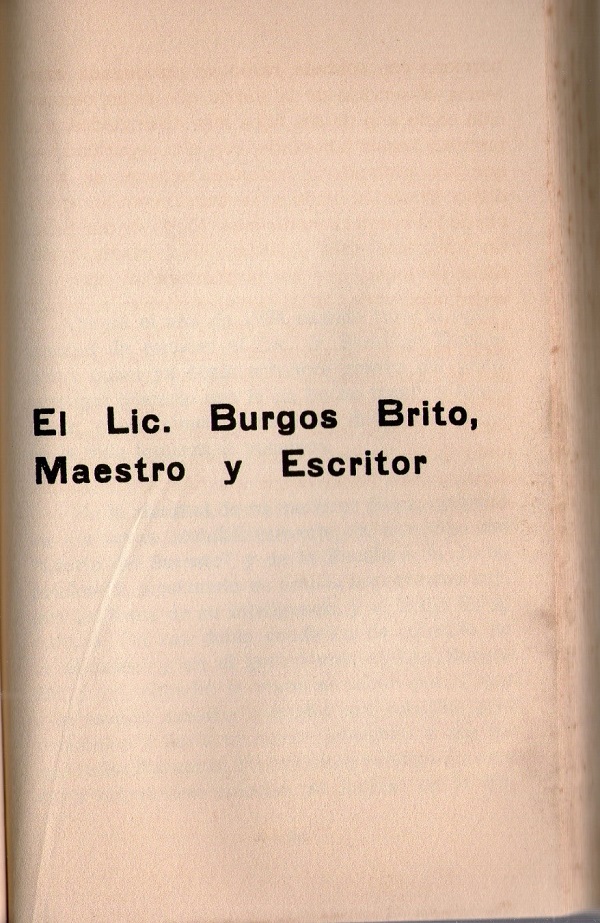 El Lic. Burgos Brito,
Maestro y Escritor